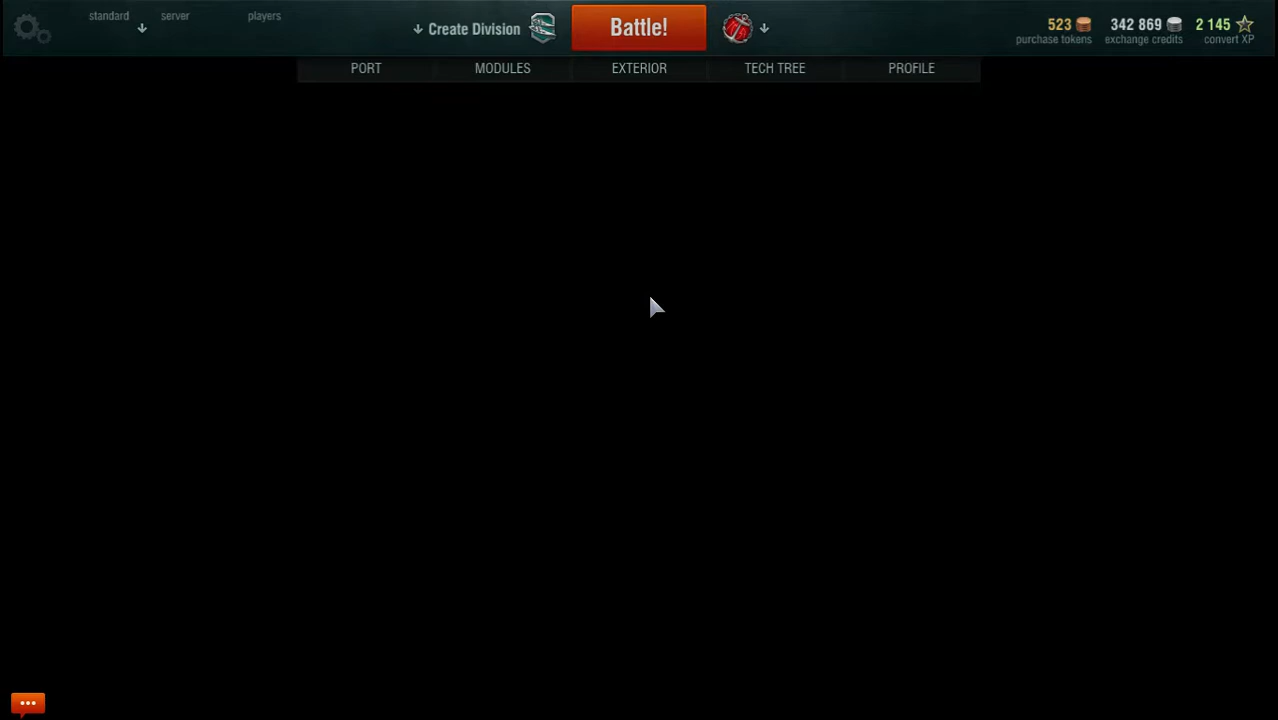 standard server players
Create Division
Battle!
523 342 869 2 145
purchase tokens exchange credits convert XP
PORT MODULES EXTERIOR TECH TREE PROFILE